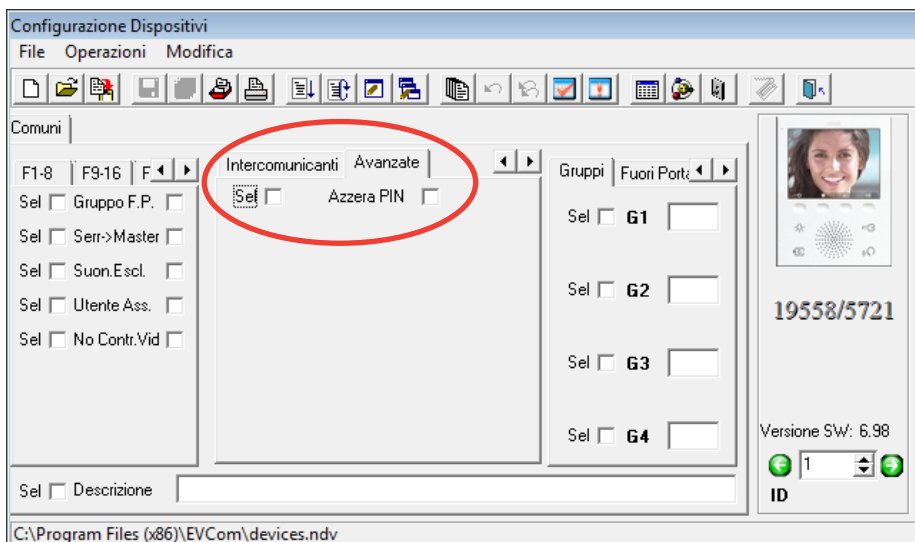 Configurazione Dispositivi
File Operazioni Modifica
Comuni
F1-8 F9-16 F
Sel Gruppo F.P.
Sel Serr->Master
Sel Suon.Escl.
Sel Utente Ass.
Sel No Contr.Vid
Intercomunicanti Avanzate
Sel Azzera PIN
Gruppi Fuori Porta
Sel G1
Sel G2
Sel G3
Sel G4
19558/5721
Versione SW: 6.98
1
ID
Sel Descrizione
C:\Program Files (x86)\EVCom\devices.ndv